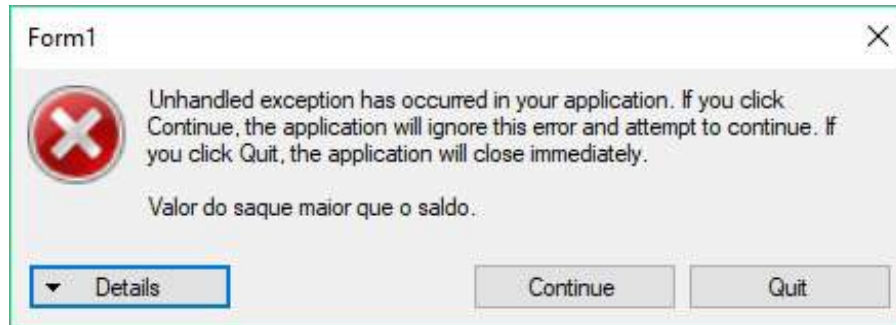 Form1
Unhandled exception has occurred in your application. If you click
Continue, the application will ignore this error and attempt to continue. If
you click Quit, the application will close immediately.
Valor do saque maior que o saldo.
Details
Continue
Quit